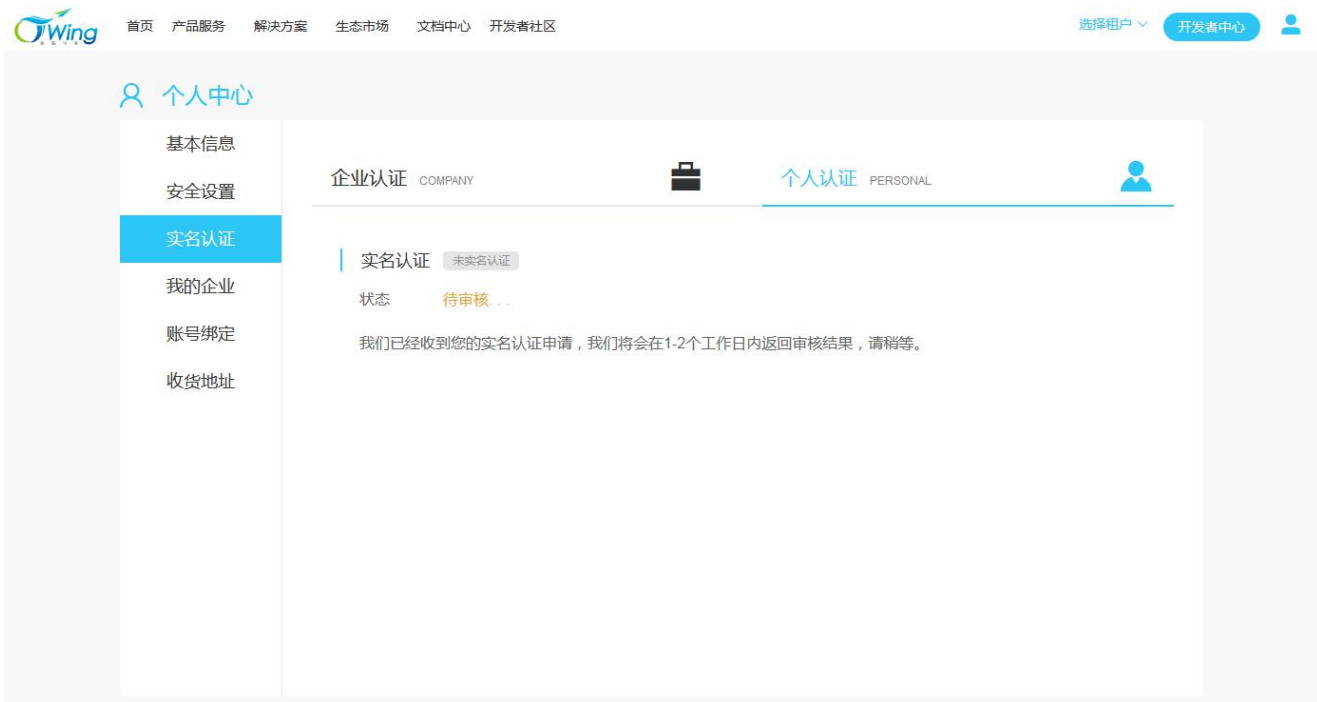 CTWing
首页 产品服务 解决方案 生态市场 文档中心 开发者社区 选择租户 开发者中心
个人中心
基本信息
安全设置
实名认证
我的企业
账号绑定
收货地址
企业认证 COMPANY 个人认证 PERSONAL
实名认证 未实名认证
状态 待审核. . .
我们已经收到您的实名认证申请，我们将会在1-2个工作日内返回审核结果，请稍等。